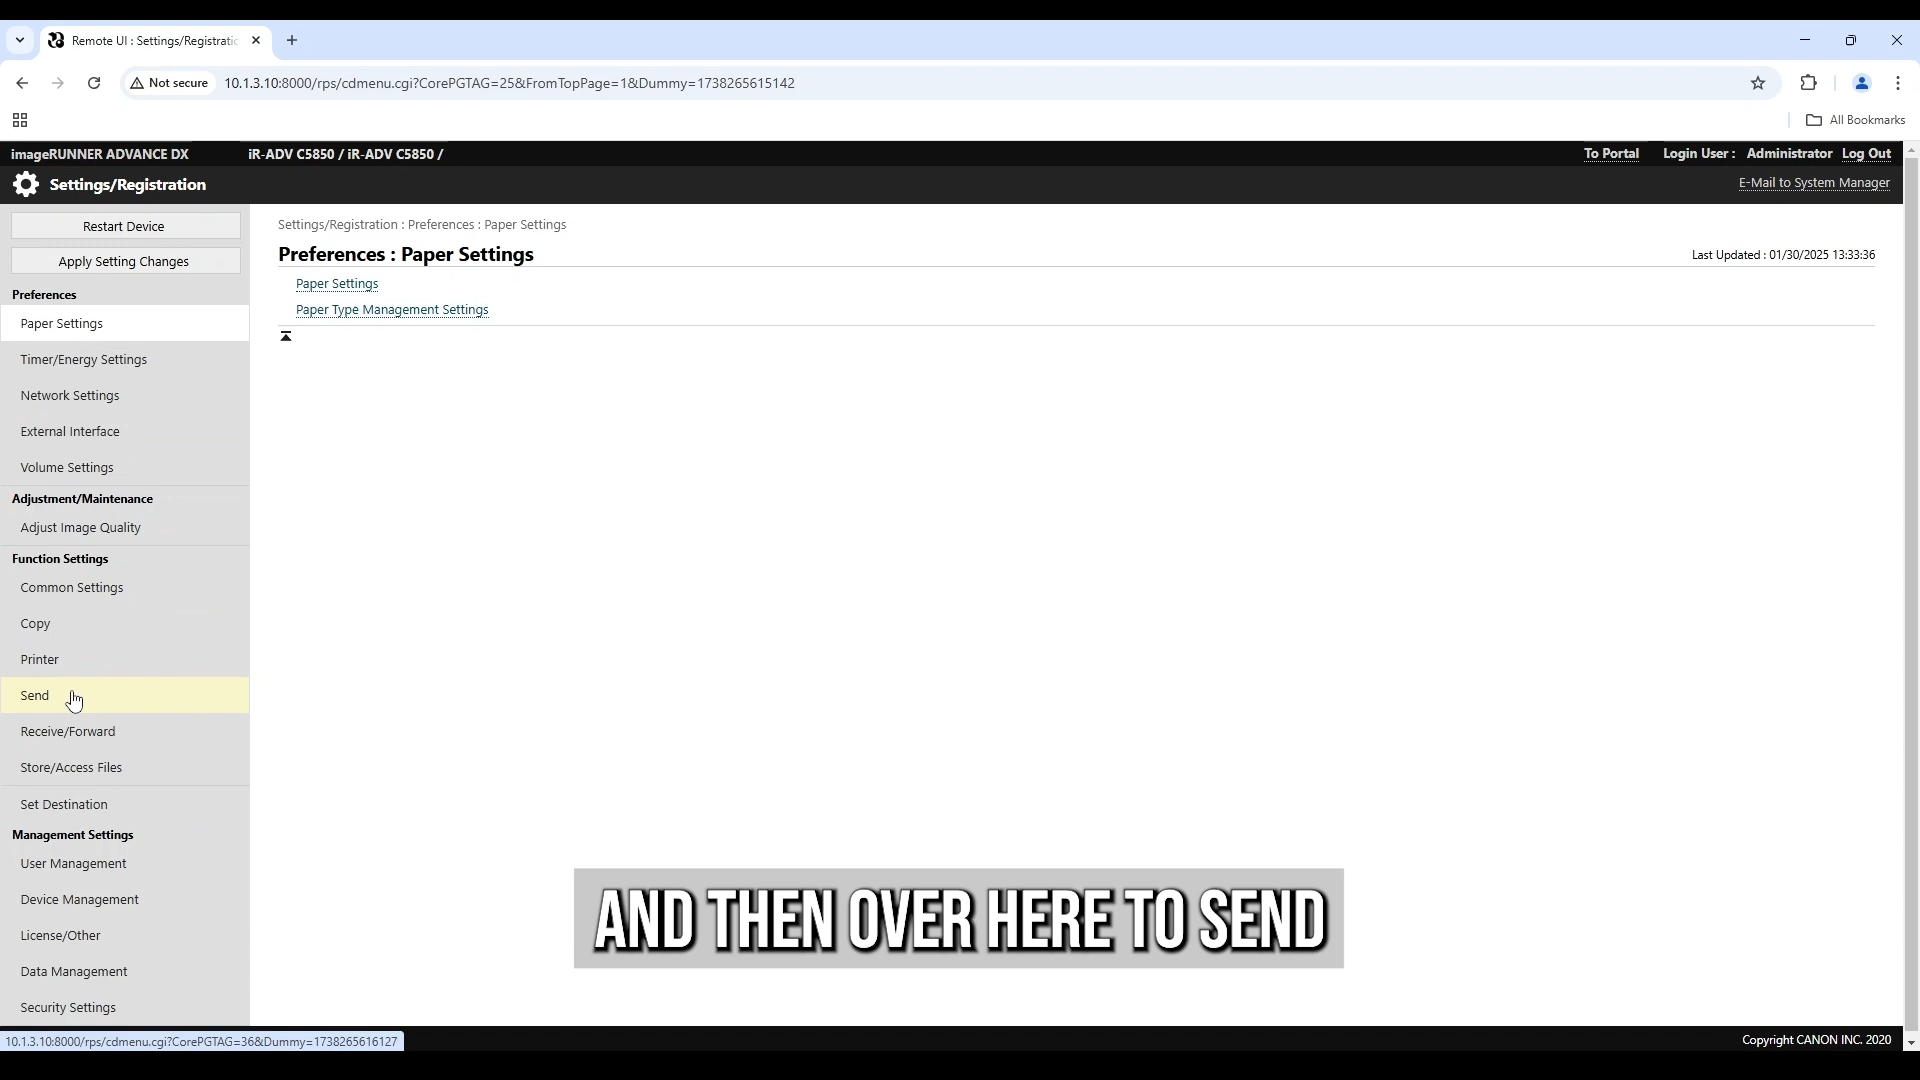 Remote UI : Settings/Registratic
Not secure
10.1.3.10:8000/rps/cdmenu.cgi?CorePGTAG=25&FromTopPage=1&Dummy=1738265615142
All Bookmarks
imageRUNNER ADVANCE DX
iR-ADV C5850 / iR-ADV C5850 /
To Portal
Login User : Administrator
Log Out
Settings/Registration
E-Mail to System Manager
Restart Device
Apply Setting Changes
Preferences
Paper Settings
Timer/Energy Settings
Network Settings
External Interface
Volume Settings
Adjustment/Maintenance
Adjust Image Quality
Function Settings
Common Settings
Copy
Printer
Send
Receive/Forward
Store/Access Files
Set Destination
Management Settings
User Management
Device Management
License/Other
Data Management
Security Settings
Settings/Registration : Preferences : Paper Settings
Preferences : Paper Settings
Last Updated : 01/30/2025 13:33:36
Paper Settings
Paper Type Management Settings
AND THEN OVER HERE TO SEND
10.1.3.10:8000/rps/cdmenu.cgi?CorePGTAG=36&Dummy=1738265616127
Copyright CANON INC. 2020